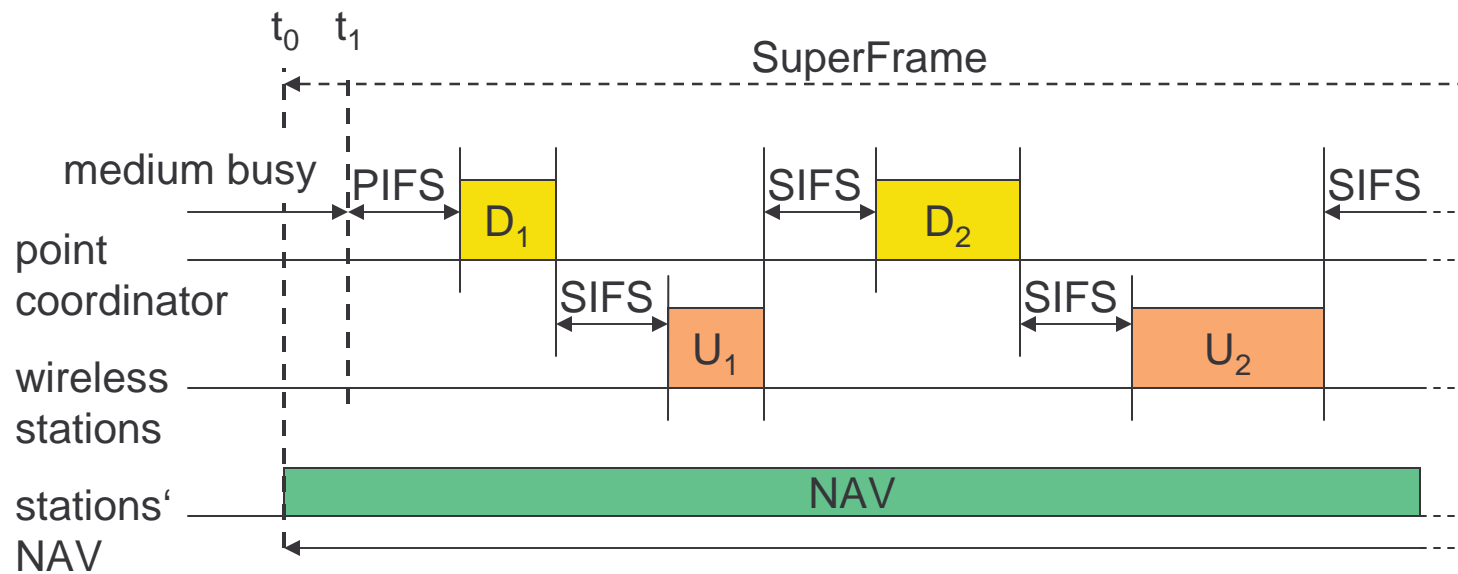 t₀ t₁
SuperFrame
medium busy
PIFS
SIFS
SIFS
D₁
D₂
point
coordinator
SIFS
SIFS
U₁
U₂
wireless
stations
NAV
stations‘
NAV